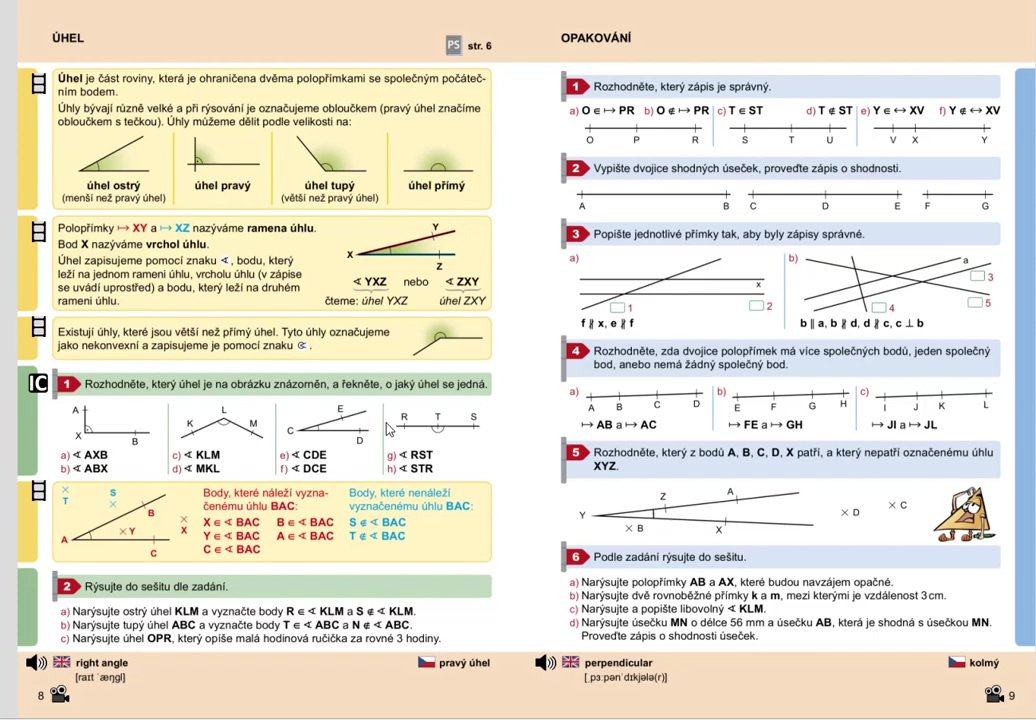 ÚHEL
PS str. 6
Úhel je část roviny, která je ohraničena dvěma polopřímkami se společným počáteč-
ním bodem.
Úhly bývají různě velké a při rýsování je označujeme obloučkem (pravý úhel značíme
obloučkem s tečkou). Úhly můžeme dělit podle velikosti na:
úhel ostrý
(menší než pravý úhel)
úhel pravý
úhel tupý
(větší než pravý úhel)
úhel přímý
Polopřímky ↦ XY a ↦ XZ nazýváme ramena úhlu.
Bod X nazýváme vrchol úhlu.
Úhel zapisujeme pomocí znaku ∢, bodu, který
leží na jednom rameni úhlu, vrcholu úhlu (v zápise
se uvádí uprostřed) a bodu, který leží na druhém
rameni úhlu.
Y
X
Z
∢ YXZ nebo ∢ ZXY
čteme: úhel YXZ úhel ZXY
Existují úhly, které jsou větší než přímý úhel. Tyto úhly označujeme
jako nekonvexní a zapisujeme je pomocí znaku ∢.
IC
1 Rozhodněte, který úhel je na obrázku znázorněn, a řekněte, o jaký úhel se jedná.
A
X
B
L
K
M
E
C
D
R T S
a) ∢ AXB
b) ∢ ABX
c) ∢ KLM
d) ∢ MKL
e) ∢ CDE
f) ∢ DCE
g) ∢ RST
h) ∢ STR
T
S
B
Y
X
A
C
Body, které náleží vyzna-
čenému úhlu BAC:
X ∈ ∢ BAC B ∈ ∢ BAC
Y ∈ ∢ BAC A ∈ ∢ BAC
C ∈ ∢ BAC
Body, které nenáleží
vyznačenému úhlu BAC:
S ∉ ∢ BAC
T ∉ ∢ BAC
2 Rýsujte do sešitu dle zadání.
a) Narýsujte ostrý úhel KLM a vyznačte body R ∈ ∢ KLM a S ∉ ∢ KLM.
b) Narýsujte tupý úhel ABC a vyznačte body T ∈ ∢ ABC a N ∉ ∢ ABC.
c) Narýsujte úhel OPR, který opíše malá hodinová ručička za rovné 3 hodiny.
right angle
[raɪt ˈæŋgl]
pravý úhel
8
OPAKOVÁNÍ
1 Rozhodněte, který zápis je správný.
a) O ∈ ↦ PR b) O ∉ ↦ PR c) T ∈ ST d) T ∉ ST e) Y ∈ ↔ XV f) Y ∉ ↔ XV
O P R S T U V X Y
2 Vypište dvojice shodných úseček, proveďte zápis o shodnosti.
A B C D E F G
3 Popište jednotlivé přímky tak, aby byly zápisy správné.
a)
x
1
2
f ∦ x, e ∦ f
b)
a
3
4
5
b ∥ a, b ∦ d, d ∦ c, c ⊥ b
4 Rozhodněte, zda dvojice polopřímek má více společných bodů, jeden společný
bod, anebo nemá žádný společný bod.
a)
A B C D
↦ AB a ↦ AC
b)
E F G H
↦ FE a ↦ GH
c)
I J K L
↦ JI a ↦ JL
5 Rozhodněte, který z bodů A, B, C, D, X patří, a který nepatří označenému úhlu
XYZ.
Z
A
Y
B
X
D
C
6 Podle zadání rýsujte do sešitu.
a) Narýsujte polopřímky AB a AX, které budou navzájem opačné.
b) Narýsujte dvě rovnoběžné přímky k a m, mezi kterými je vzdálenost 3 cm.
c) Narýsujte a popište libovolný ∢ KLM.
d) Narýsujte úsečku MN o délce 56 mm a úsečku AB, která je shodná s úsečkou MN.
Proveďte zápis o shodnosti úseček.
perpendicular
[ˌpɜːpənˈdɪkjələ(r)]
kolmý
9